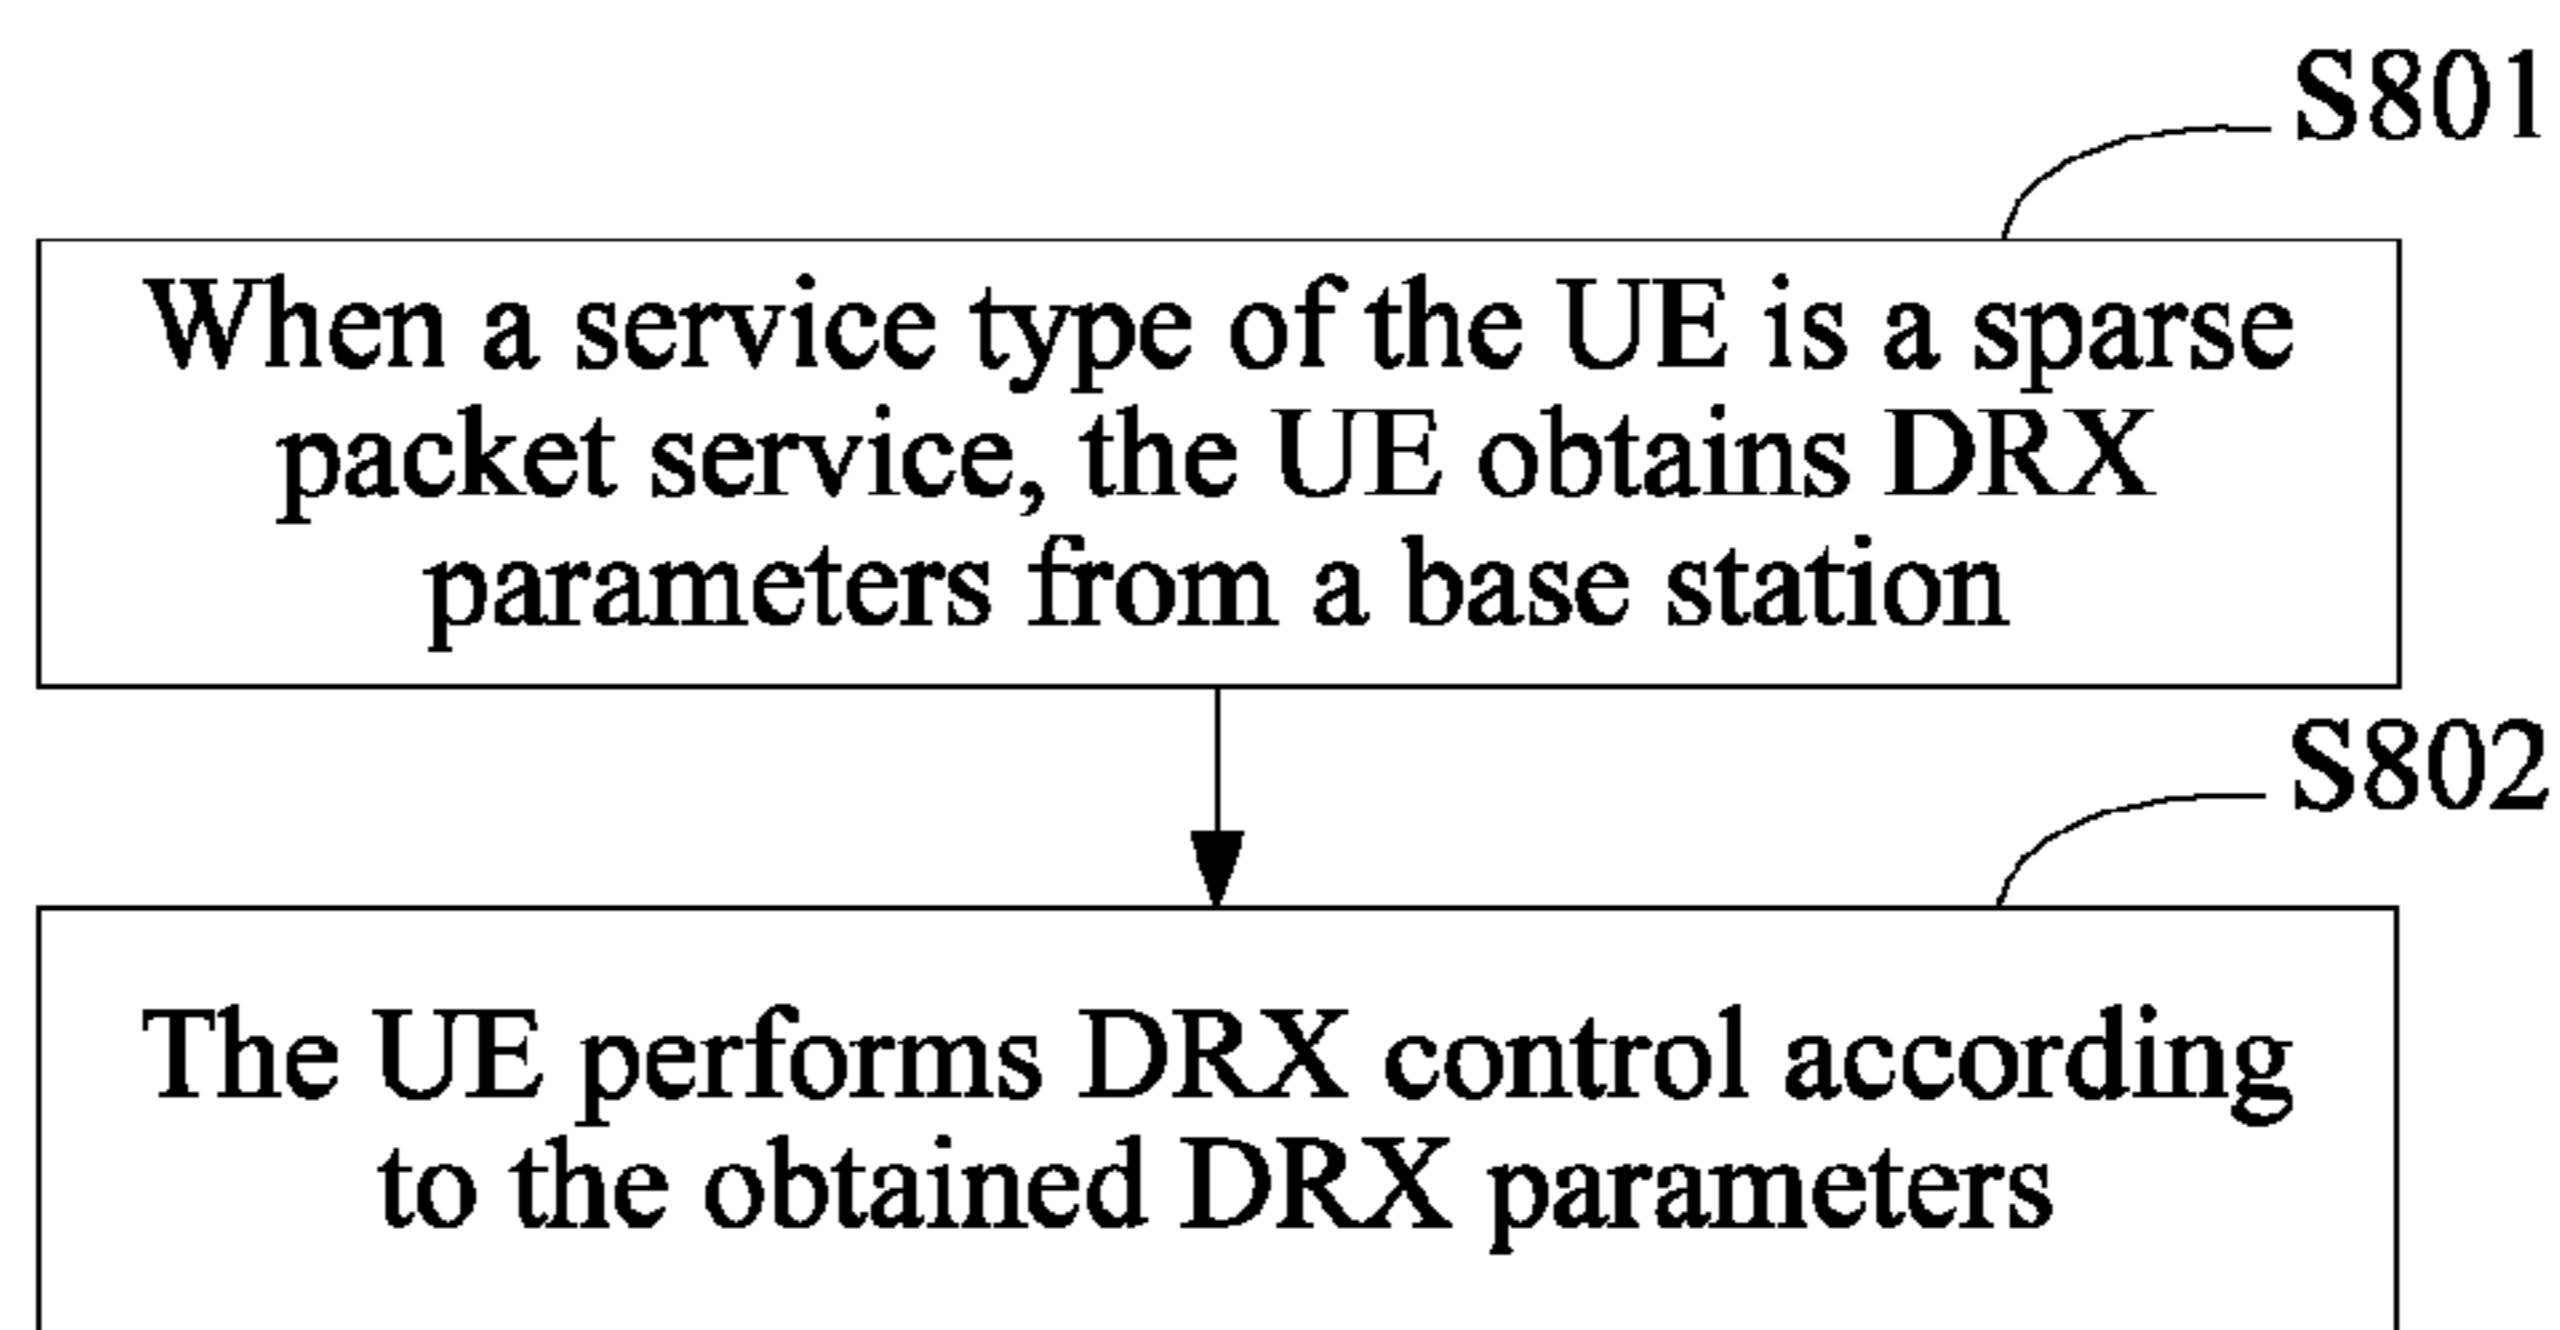 S801
When a service type of the UE is a sparse
packet service, the UE obtains DRX
parameters from a base station
S802
The UE performs DRX control according
to the obtained DRX parameters